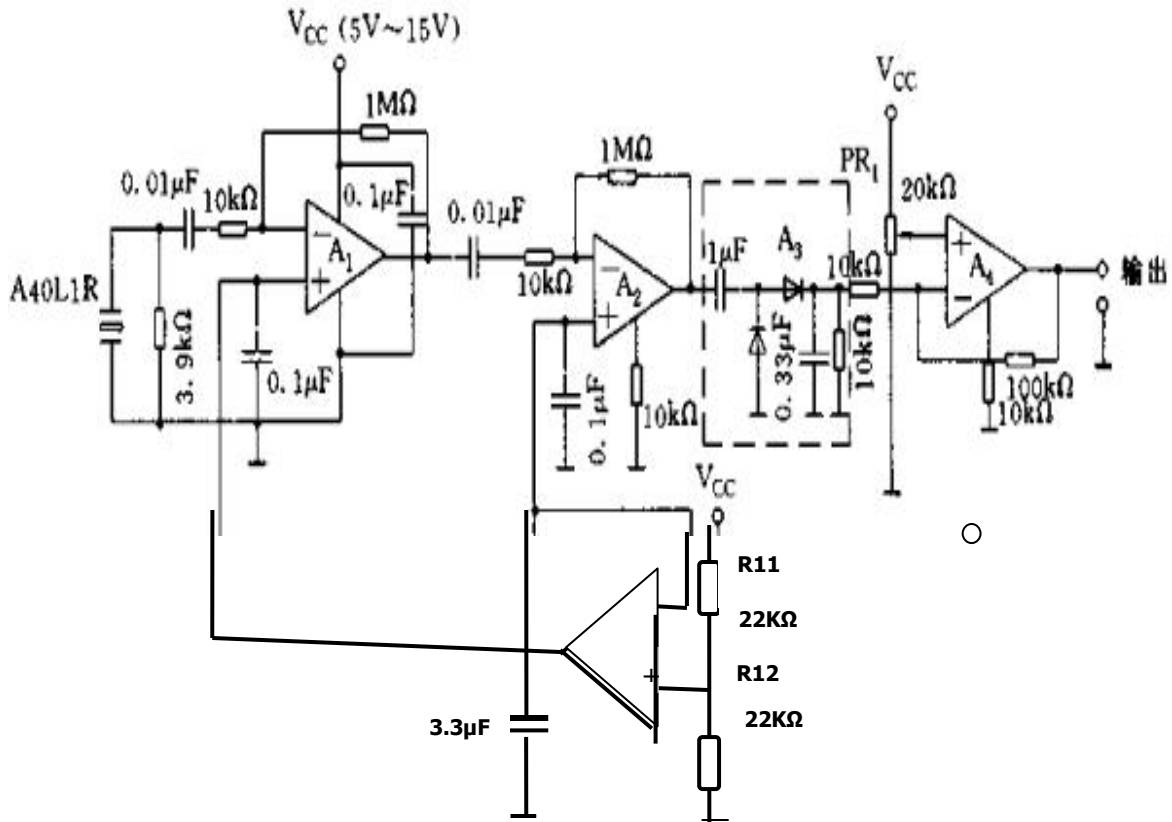 V_CC (5V~15V)
1MΩ
0.01μF
10kΩ
0.1μF
A₁
−
+
A40L1R
3.9kΩ
0.1μF
0.01μF
10kΩ
1MΩ
A₂
−
+
0.1μF
10kΩ
1μF
A₃
0.33μF
10kΩ
10kΩ
V_CC
PR₁
20kΩ
+
A₄
−
100kΩ
10kΩ
输出
V_CC
R11
22KΩ
R12
22KΩ
+
3.3μF